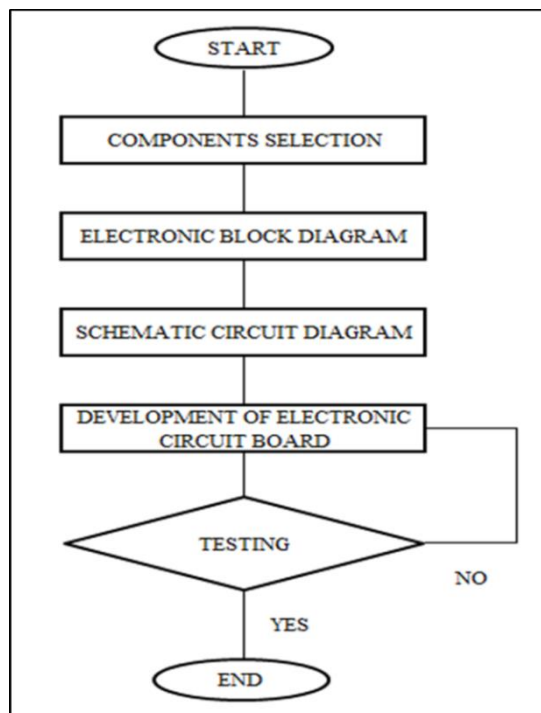 START
COMPONENTS SELECTION
ELECTRONIC BLOCK DIAGRAM
SCHEMATIC CIRCUIT DIAGRAM
DEVELOPMENT OF ELECTRONIC
CIRCUIT BOARD
TESTING
NO
YES
END